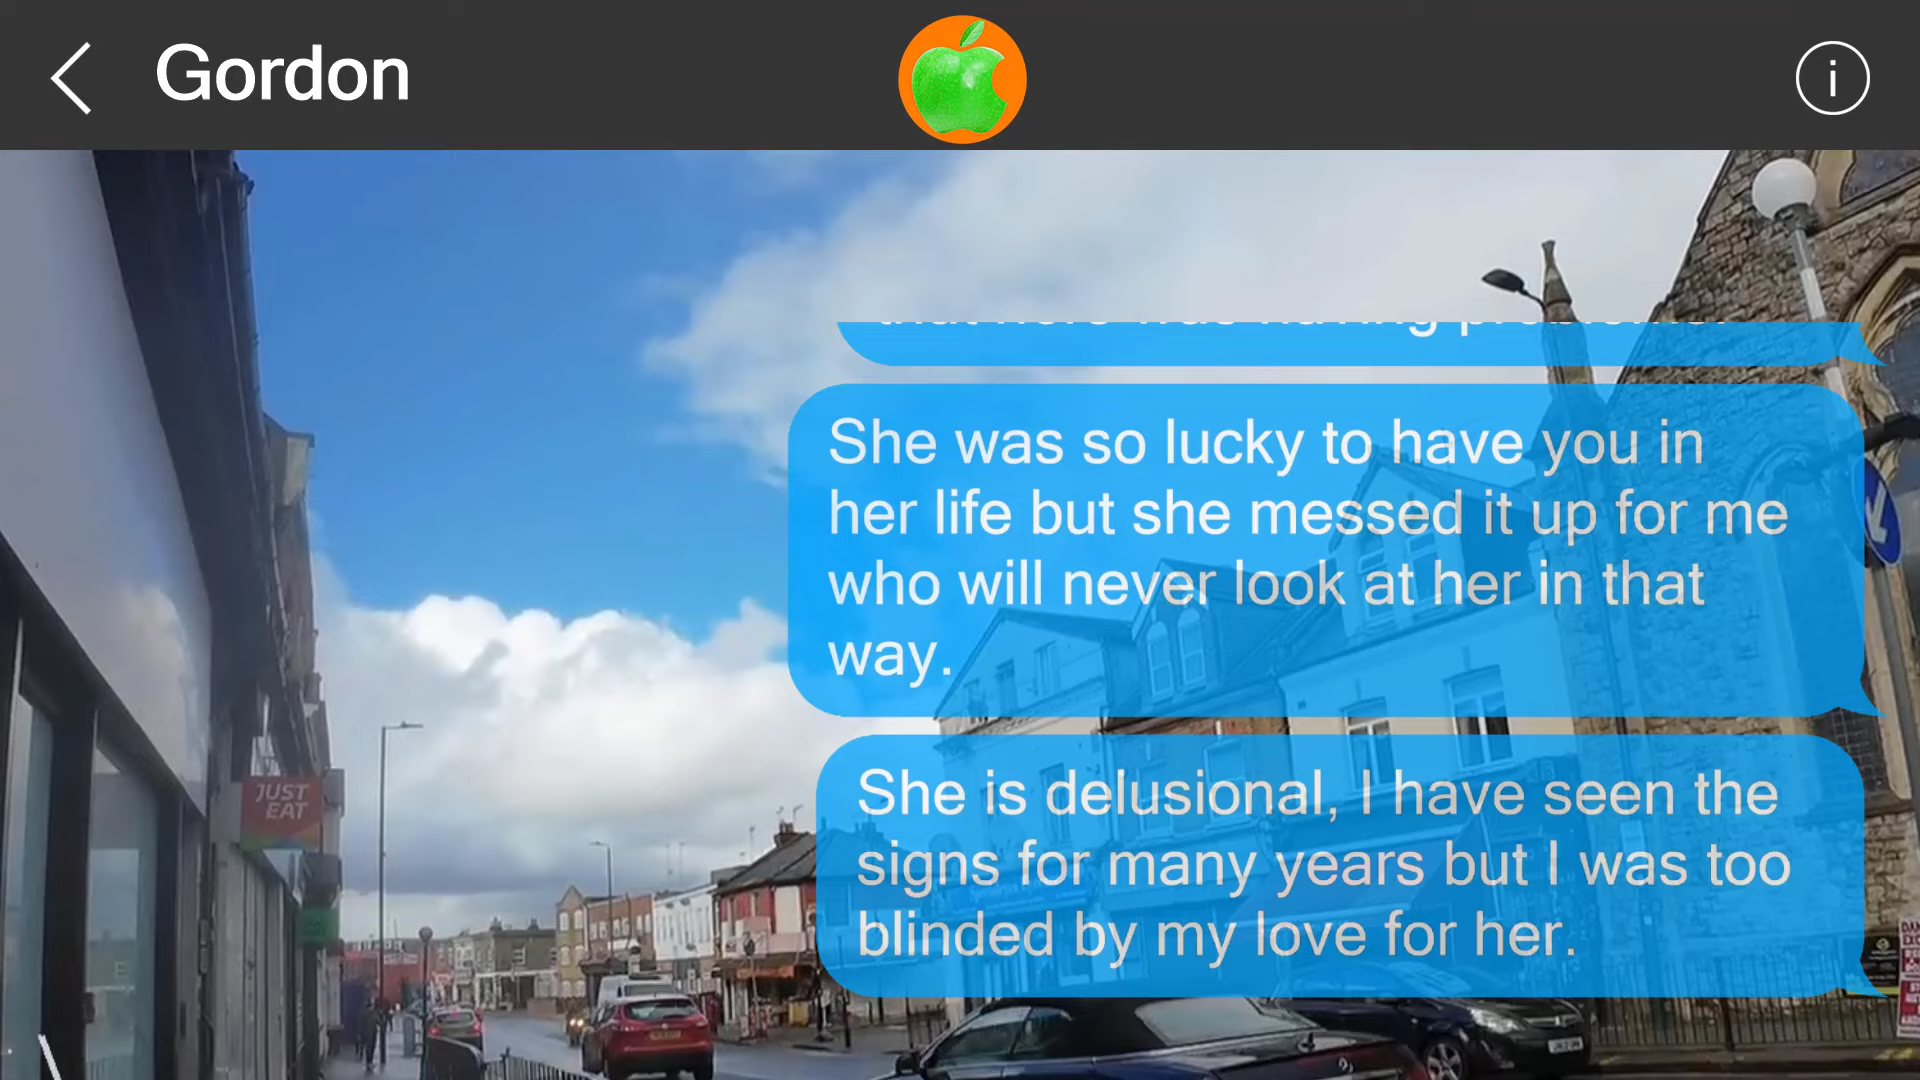 Gordon
i
She was so lucky to have you in
her life but she messed it up for me
who will never look at her in that
way.
She is delusional, I have seen the
signs for many years but I was too
blinded by my love for her.
JUST
EAT